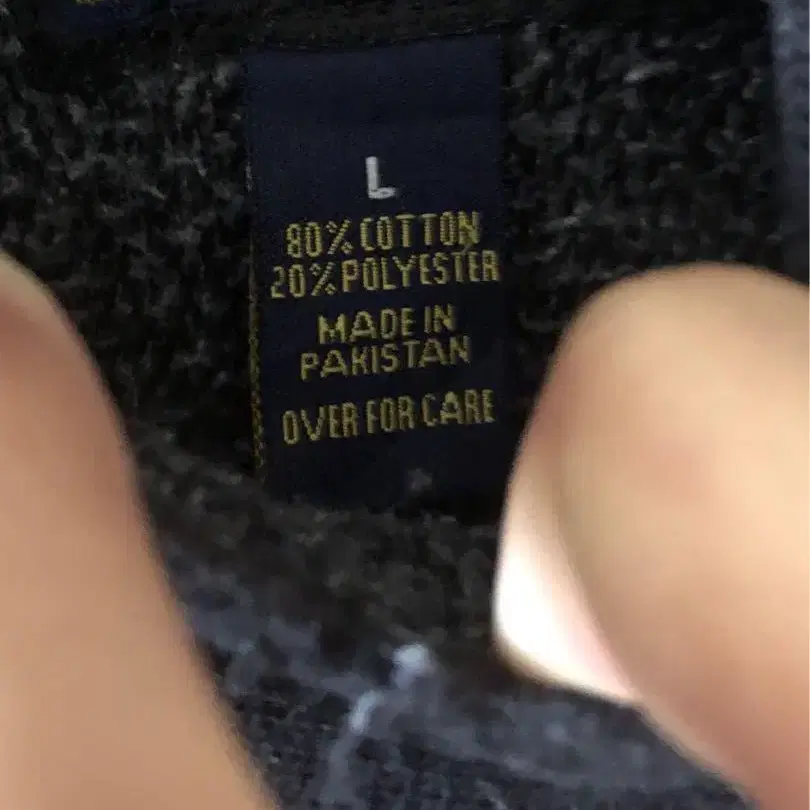 L
80% COTTON
20% POLYESTER
MADE IN
PAKISTAN
OVER FOR CARE